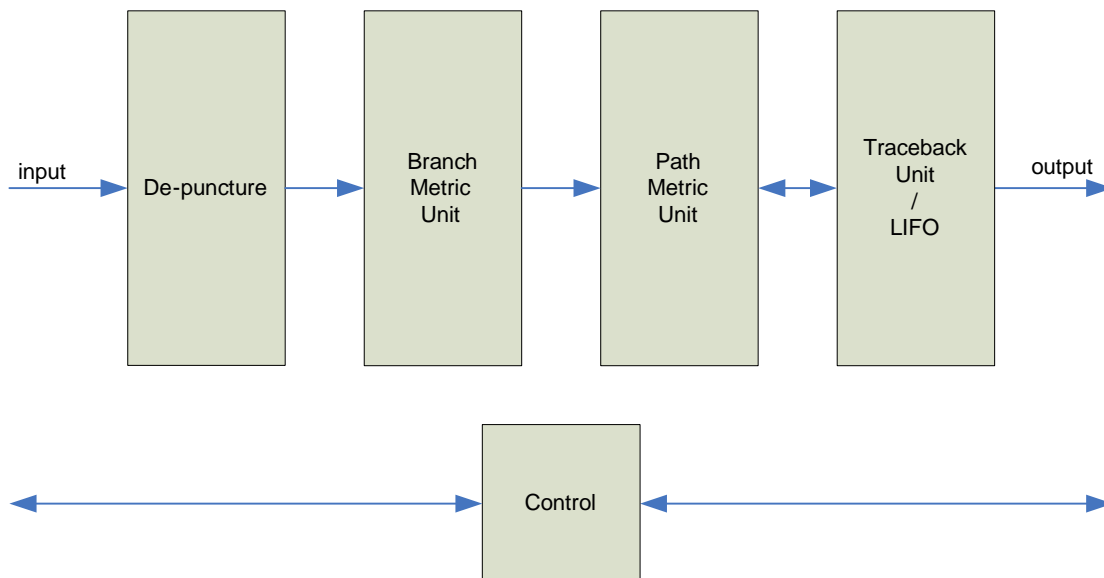 input
De-puncture
Branch
Metric
Unit
Path
Metric
Unit
Traceback
Unit
/
LIFO
output
Control